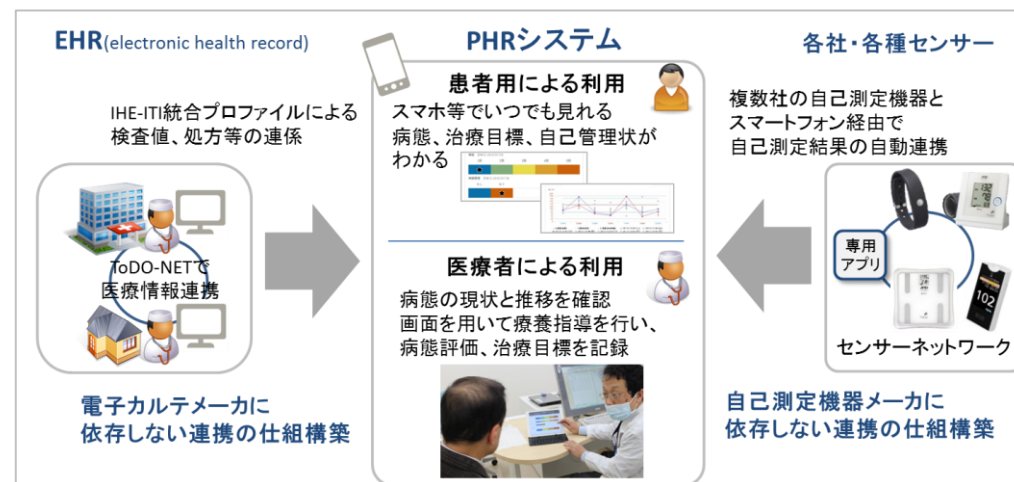 EHR(electronic health record)
IHE-ITI統合プロファイルによる
検査値、処方等の連係
ToDO-NETで
医療情報連携
電子カルテメーカに
依存しない連携の仕組構築
PHRシステム
患者用による利用
スマホ等でいつでも見れる
病態、治療目標、自己管理状が
わかる
医療者による利用
病態の現状と推移を確認
画面を用いて療養指導を行い、
病態評価、治療目標を記録
各社・各種センサー
複数社の自己測定機器と
スマートフォン経由で
自己測定結果の自動連携
132
78
専用
アプリ
102
センサーネットワーク
自己測定機器メーカに
依存しない連携の仕組構築